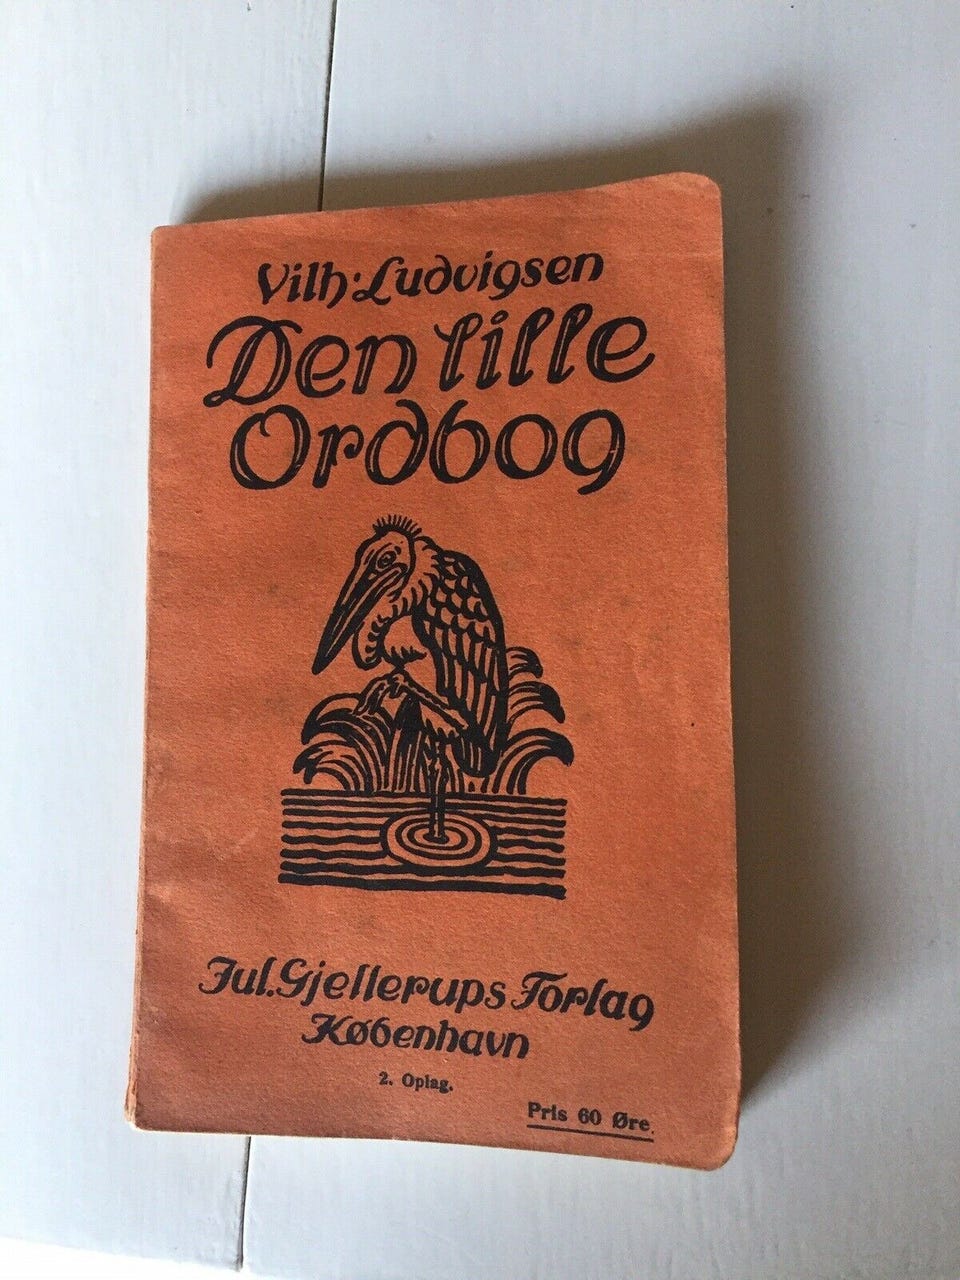 Vilh. Ludvigsen
Den lille
Ordbog
Jul. Gjellerups Forlag
København
2. Oplag.
Pris 60 Øre.